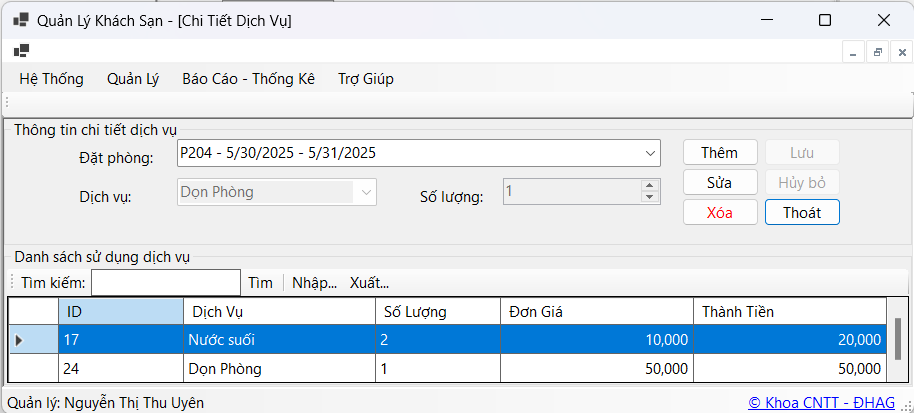 Quản Lý Khách Sạn - [Chi Tiết Dịch Vụ]
Hệ Thống Quản Lý Báo Cáo - Thống Kê Trợ Giúp
Thông tin chi tiết dịch vụ
Đặt phòng: P204 - 5/30/2025 - 5/31/2025 Thêm Lưu
Dịch vụ: Dọn Phòng Số lượng: 1 Sửa Hủy bỏ
Xóa Thoát
Danh sách sử dụng dịch vụ
Tìm kiếm: Tìm Nhập... Xuất...
ID Dịch Vụ Số Lượng Đơn Giá Thành Tiền
17 Nước suối 2 10,000 20,000
24 Dọn Phòng 1 50,000 50,000
Quản lý: Nguyễn Thị Thu Uyên © Khoa CNTT - ĐHAG